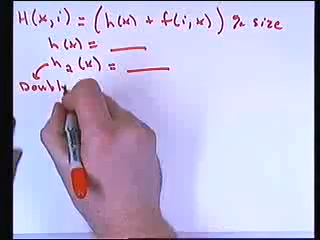 H(x,i) = (h(x) + f(i,x)) % size
h(x) = ___
h2(x) = ___
Doubl